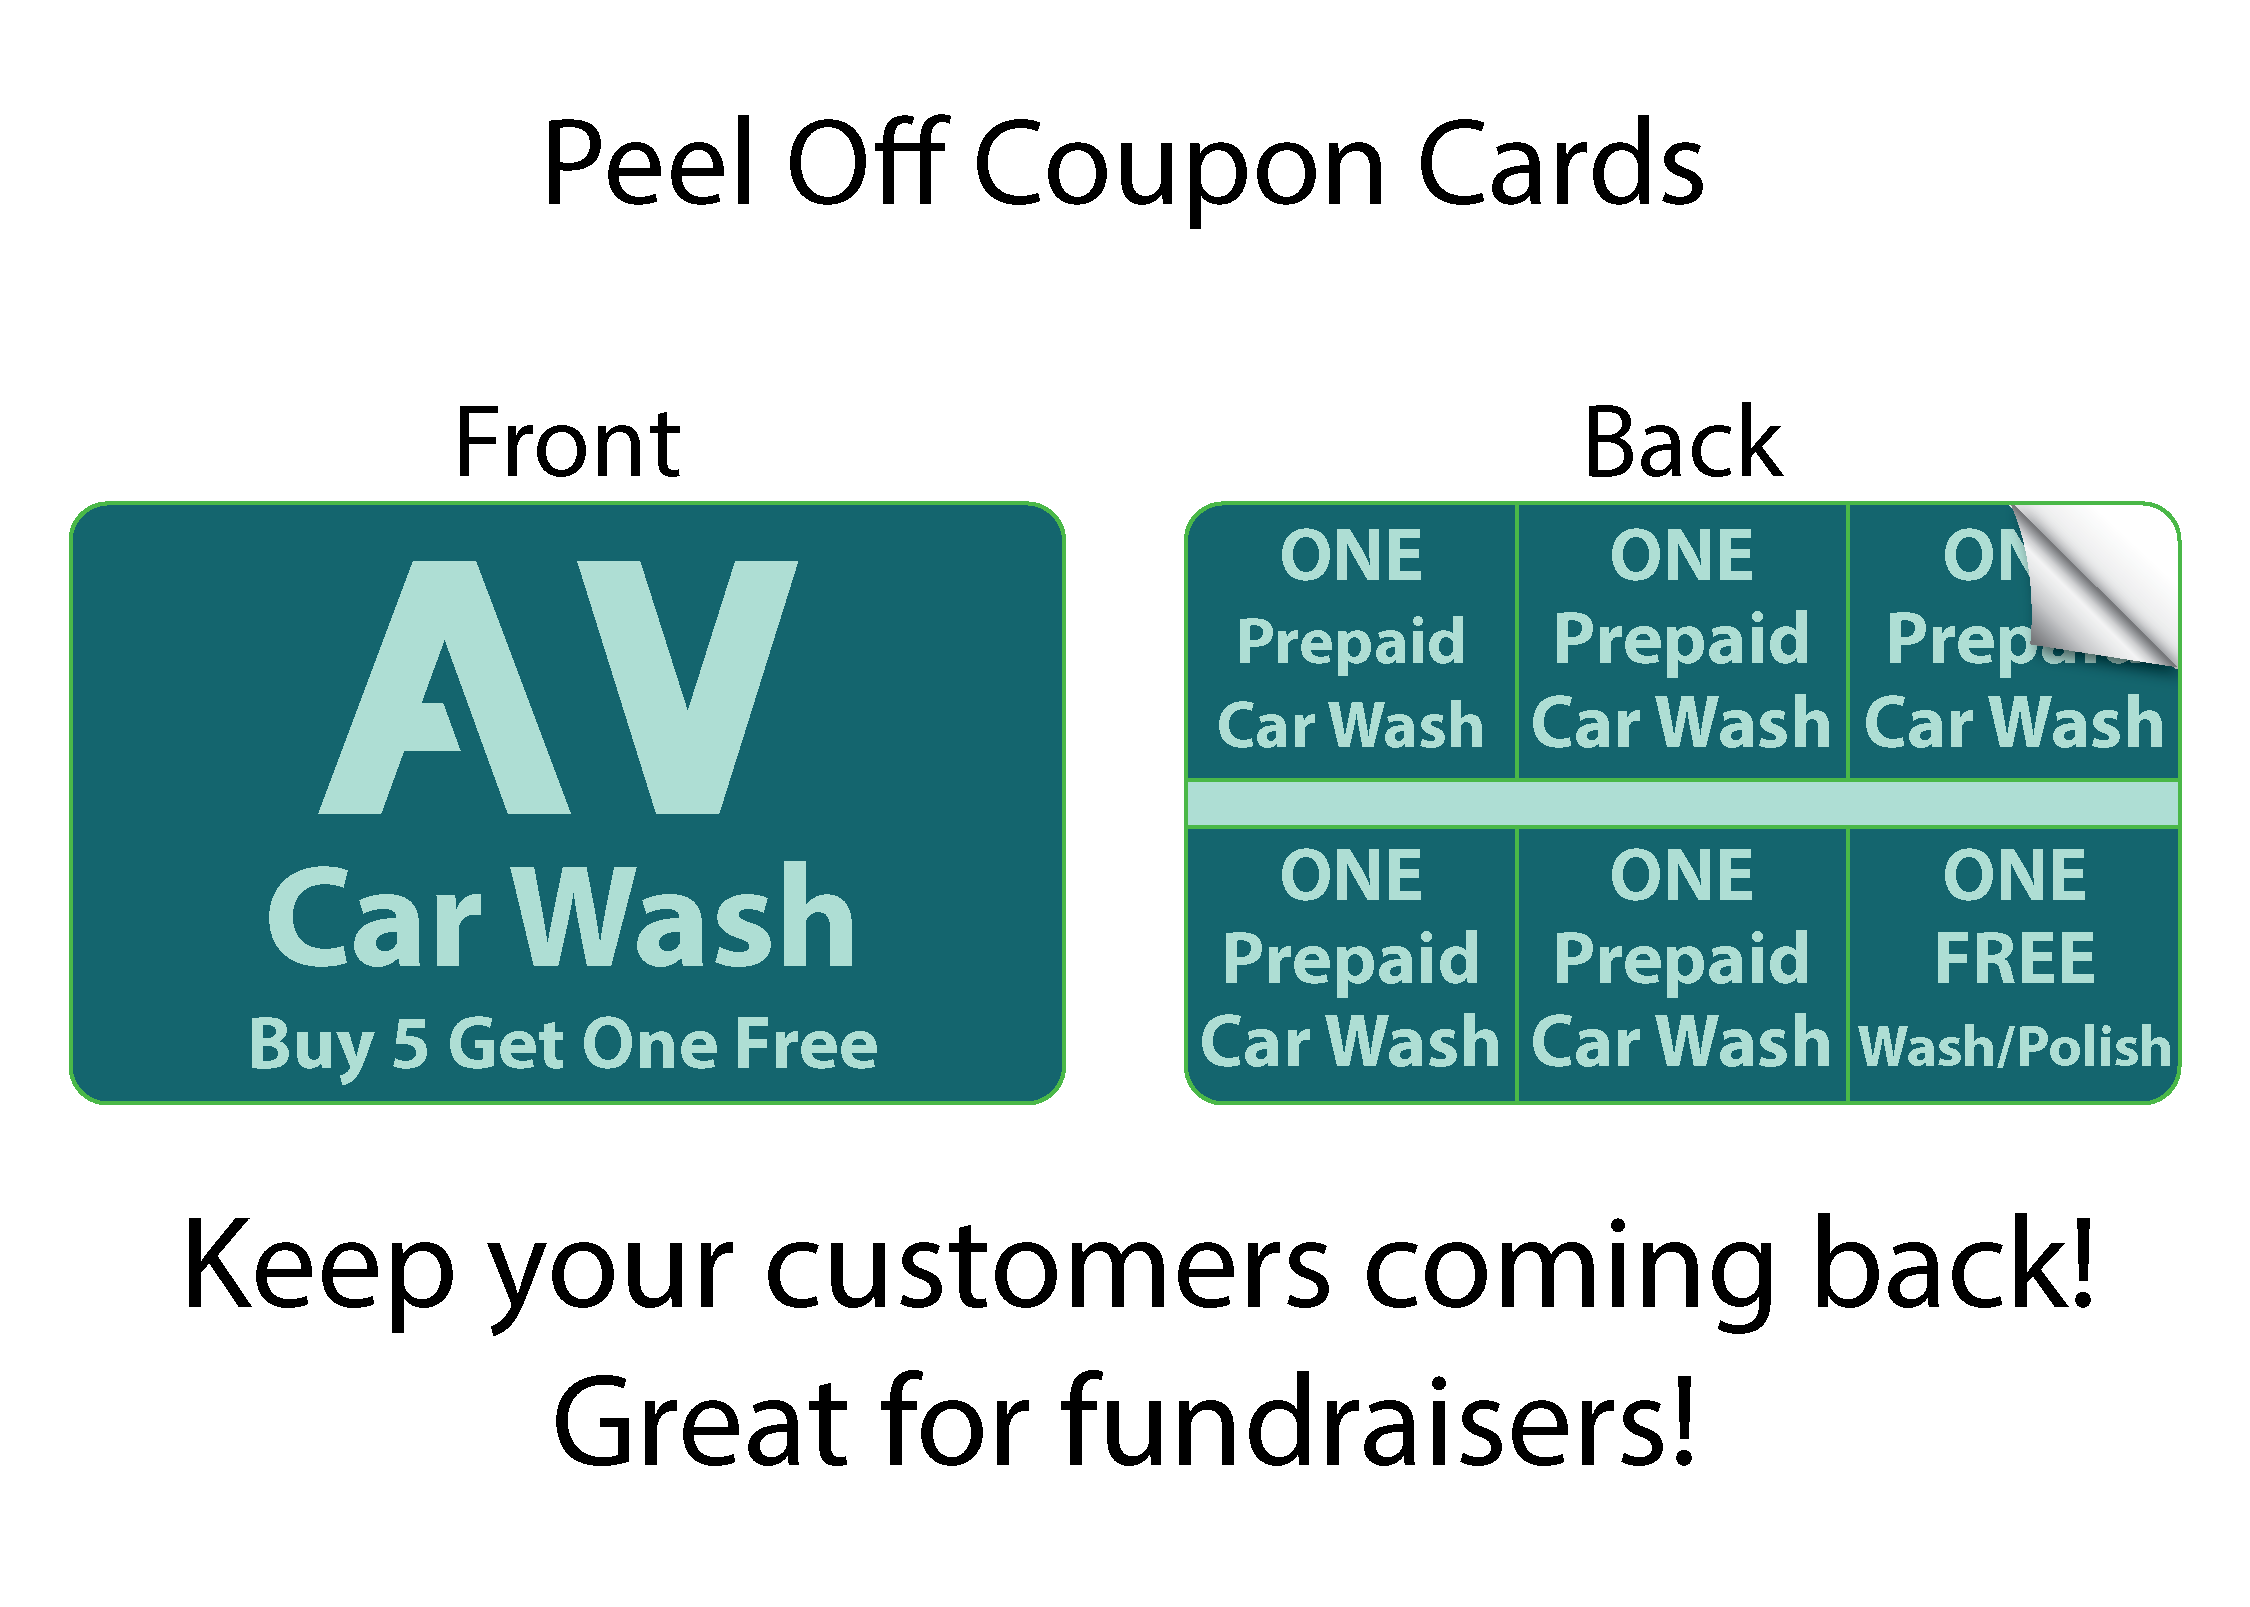 Peel Off Coupon Cards
Front
AV
Car Wash
Buy 5 Get One Free
Back
ONE
Prepaid
Car Wash
ONE
Prepaid
Car Wash
Car Wash
ONE
Prepaid
Car Wash
ONE
Prepaid
Car Wash
ONE
FREE
Wash/Polish
Keep your customers coming back!
Great for fundraisers!